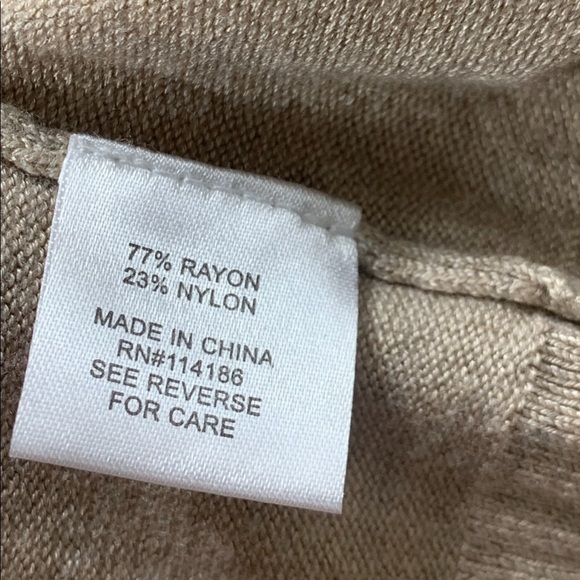 77% RAYON
23% NYLON
MADE IN CHINA
RN#114186
SEE REVERSE
FOR CARE